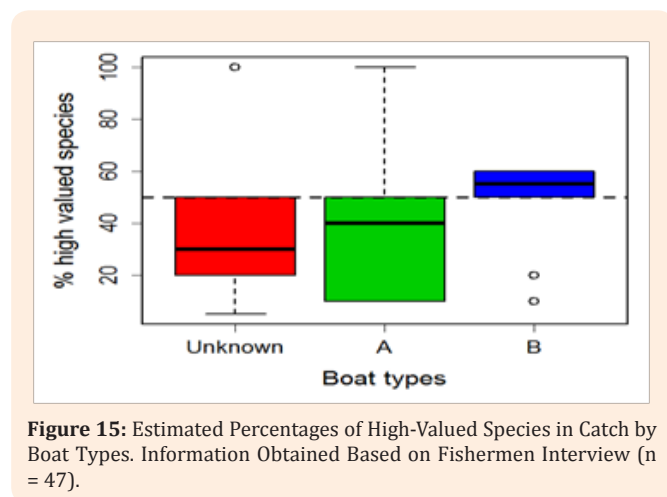 % high valued species
100
80
60
40
20
Unknown A B
Boat types
Figure 15: Estimated Percentages of High-Valued Species in Catch by
Boat Types. Information Obtained Based on Fishermen Interview (n
= 47).